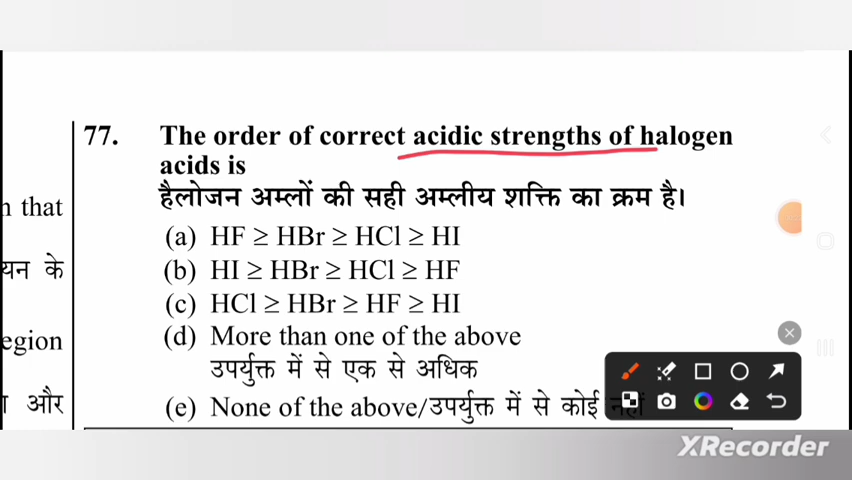 77. The order of correct acidic strengths of halogen
acids is
हैलोजन अम्लों की सही अम्लीय शक्ति का क्रम है।
(a) HF ≥ HBr ≥ HCl ≥ HI
(b) HI ≥ HBr ≥ HCl ≥ HF
(c) HCl ≥ HBr ≥ HF ≥ HI
(d) More than one of the above
उपर्युक्त में से एक से अधिक
(e) None of the above/उपर्युक्त में से कोई नहीं
that
यन के
egion
और
XRecorder